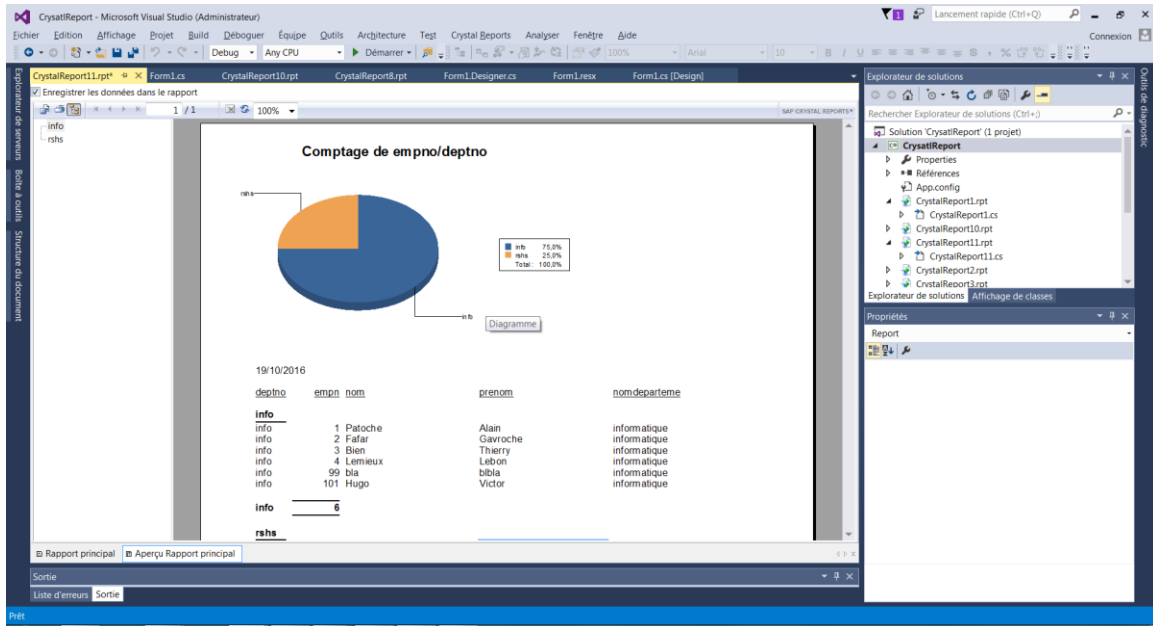 CrysatlReport - Microsoft Visual Studio (Administrateur)
1
Lancement rapide (Ctrl+Q)
Fichier Edition Affichage Projet Build Déboguer Équipe Outils Architecture Test Crystal Reports Analyser Fenêtre Aide
Connexion
Debug Any CPU Démarrer 100% Arial 10
CrystalReport11.rpt* Form1.cs CrystalReport10.rpt CrystalReport8.rpt Form1.Designer.cs Form1.resx Form1.cs [Design]
Explorateur de serveurs
Boîte à outils
Structure du document
Enregistrer les données dans le rapport
1 / 1 100%
SAP CRYSTAL REPORTS
info
rshs
Comptage de empno/deptno
rshs
info 75,0%
rshs 25,0%
Total : 100,0%
info
Diagramme
19/10/2016
deptno empn nom prenom nomdeparteme
info
info 1 Patoche Alain informatique
info 2 Fafar Gavroche informatique
info 3 Bien Thierry informatique
info 4 Lemieux Lebon informatique
info 99 bla blbla informatique
info 101 Hugo Victor informatique
info 6
rshs
Rapport principal Aperçu Rapport principal
Sortie
Liste d'erreurs Sortie
Prêt
Explorateur de solutions
Rechercher Explorateur de solutions (Ctrl+;)
Solution 'CrysatlReport' (1 projet)
CrysatlReport
Properties
Références
App.config
CrystalReport1.rpt
CrystalReport1.cs
CrystalReport10.rpt
CrystalReport11.rpt
CrystalReport11.cs
CrystalReport2.rpt
CrystalReport3.rpt
Explorateur de solutions Affichage de classes
Propriétés
Report
Outils de diagnostic